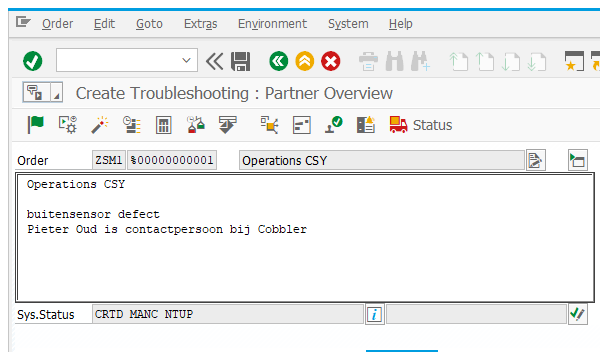 Order Edit Goto Extras Environment System Help
Create Troubleshooting : Partner Overview
Status
Order ZSM1 %00000000001 Operations CSY
Operations CSY
buitensensor defect
Pieter Oud is contactpersoon bij Cobbler
Sys.Status CRTD MANC NTUP